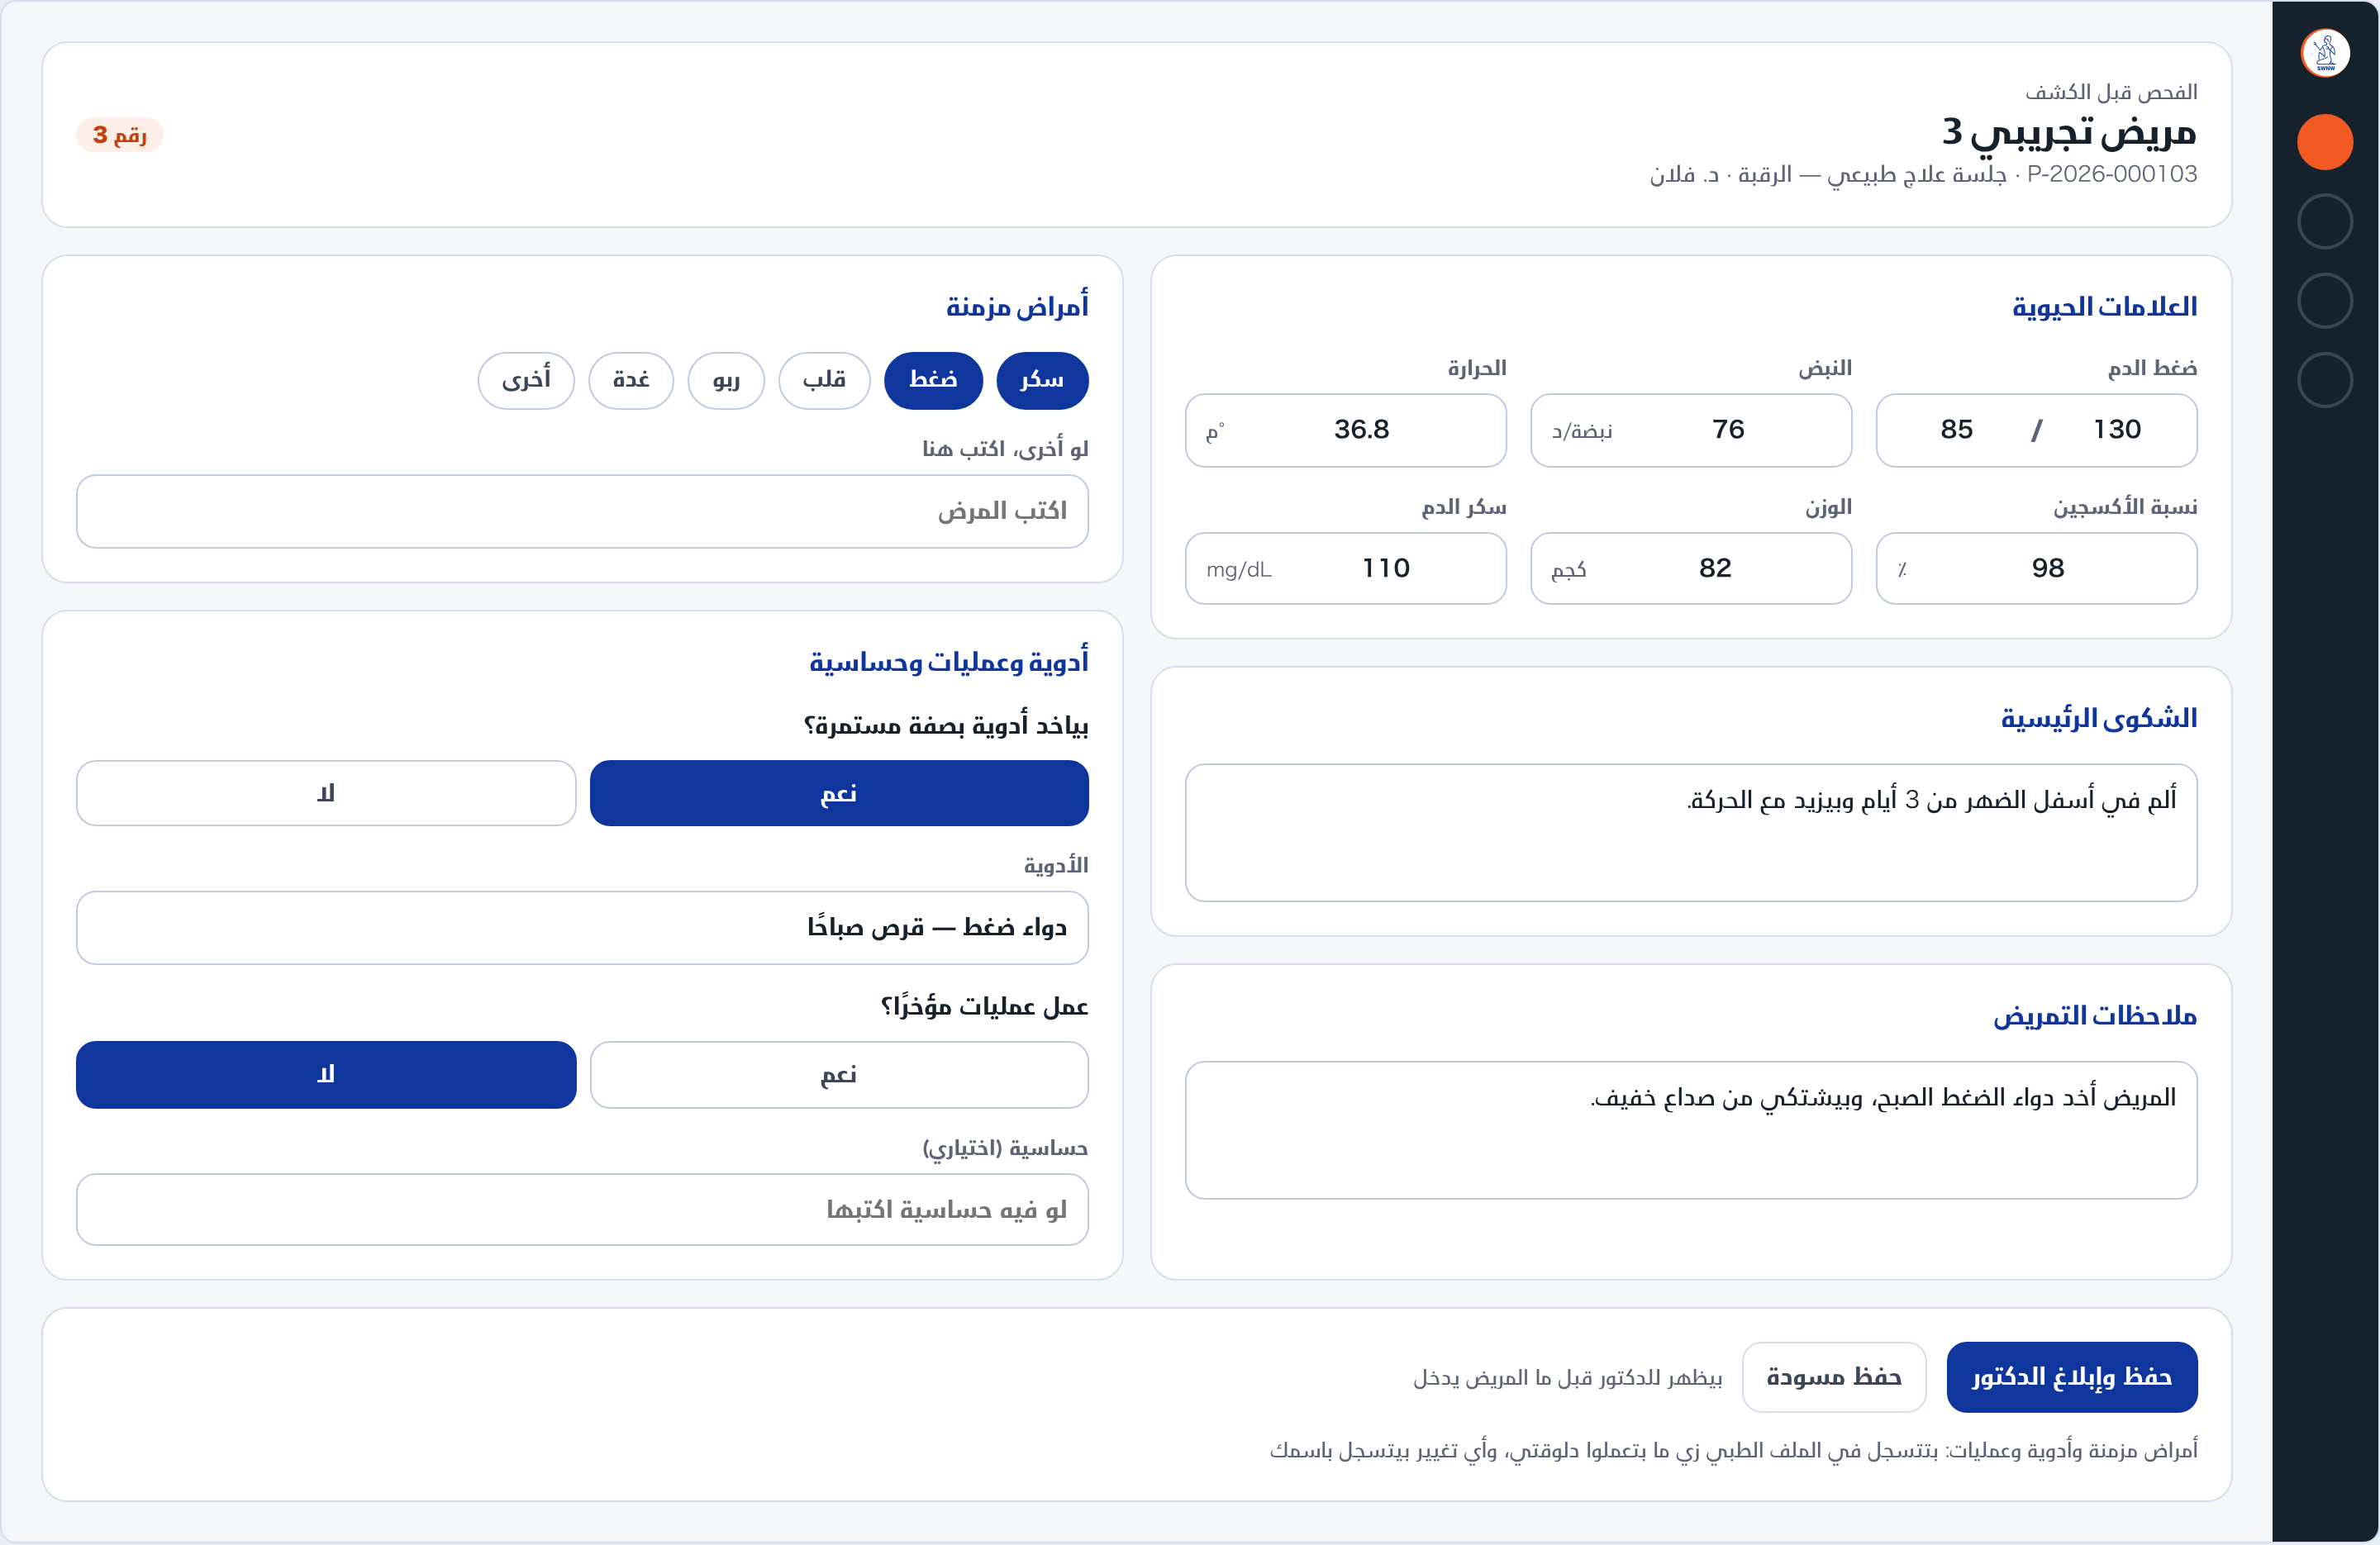 SWNW
الفحص قبل الكشف
مريض تجريبي 3
P-2026-000103 · جلسة علاج طبيعي — الرقبة · د. فلان
رقم 3
العلامات الحيوية
ضغط الدم
130 / 85
النبض
76 نبضة/د
الحرارة
36.8 °م
نسبة الأكسجين
98 ٪
الوزن
82 كجم
سكر الدم
110 mg/dL
الشكوى الرئيسية
ألم في أسفل الضهر من 3 أيام وبيزيد مع الحركة.
ملاحظات التمريض
المريض أخد دواء الضغط الصبح، وبيشتكي من صداع خفيف.
أمراض مزمنة
سكر ضغط قلب ربو غدة أخرى
لو أخرى، اكتب هنا
اكتب المرض
أدوية وعمليات وحساسية
بياخد أدوية بصفة مستمرة؟
نعم لا
الأدوية
دواء ضغط — قرص صباحًا
عمل عمليات مؤخرًا؟
نعم لا
حساسية (اختياري)
لو فيه حساسية اكتبها
حفظ وإبلاغ الدكتور حفظ مسودة بيظهر للدكتور قبل ما المريض يدخل
أمراض مزمنة وأدوية وعمليات: بتتسجل في الملف الطبي زي ما بتعملوا دلوقتي، وأي تغيير بيتسجل باسمك